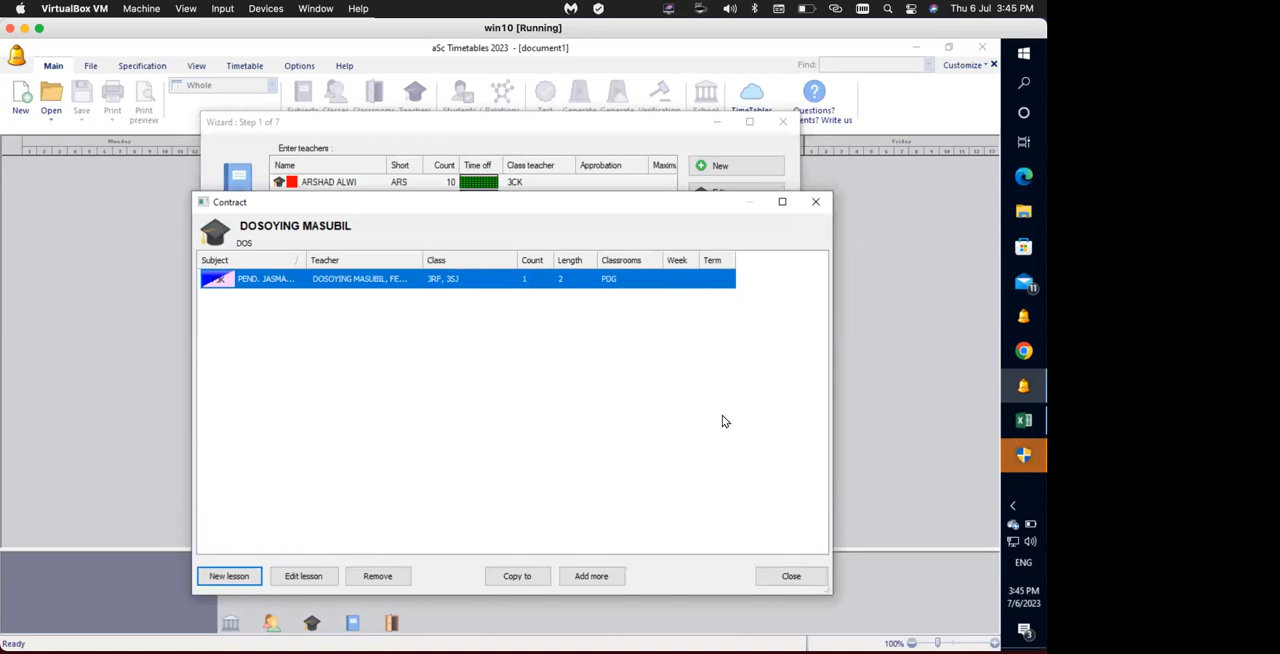 VirtualBox VM Machine View Input Devices Window Help Thu 6 Jul 3:45 PM
win10 [Running]
aSc Timetables 2023 - [document1]
Main File Specification View Timetable Options Help Find: Customize
Whole
New Open Save Print Print preview
Questions?
TimeTables
ents? Write us
Monday Friday
Wizard : Step 1 of 7
Enter teachers :
Name Short Count Time off Class teacher Approbation Maximu
New
ARSHAD ALWI ARS 10 3CK
Contract
DOSOYING MASUBIL
DOS
Subject / Teacher Class Count Length Classrooms Week Term
PEND. JASMA... DOSOYING MASUBIL, FE... 3RF, 3SJ 1 2 PDG
New lesson Edit lesson Remove Copy to Add more Close
11
ENG
3:45 PM
7/6/2023
3
Ready 100%